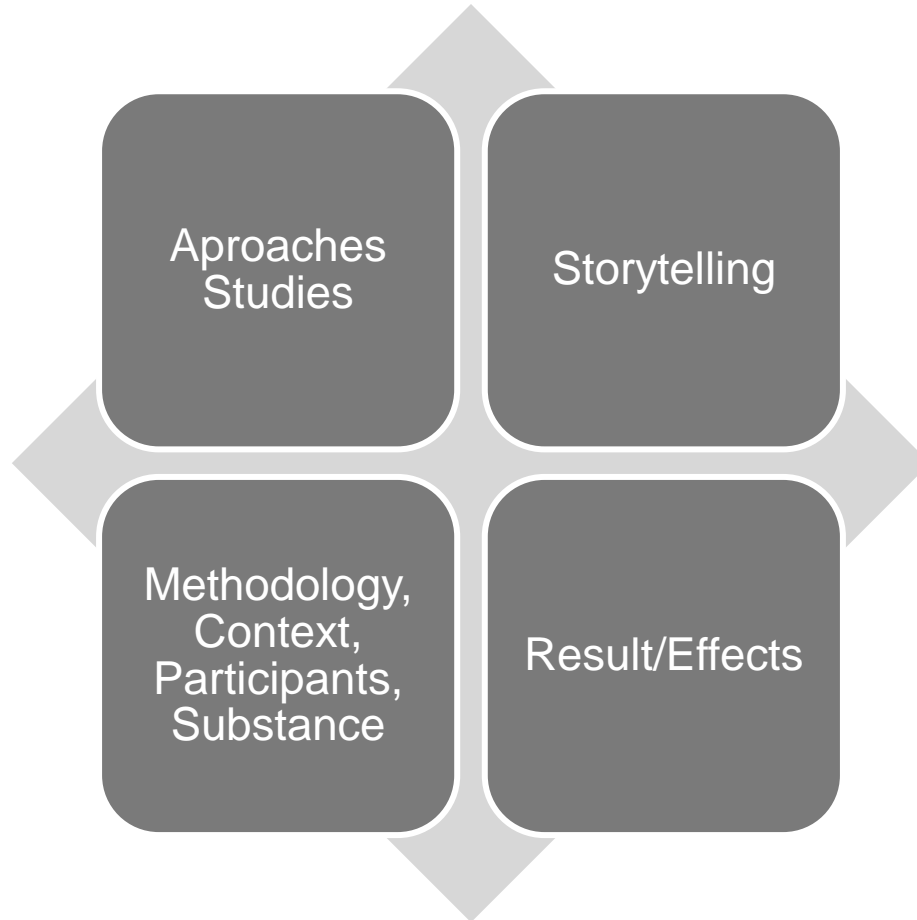 Aproaches
Studies
Storytelling
Methodology,
Context,
Participants,
Substance
Result/Effects